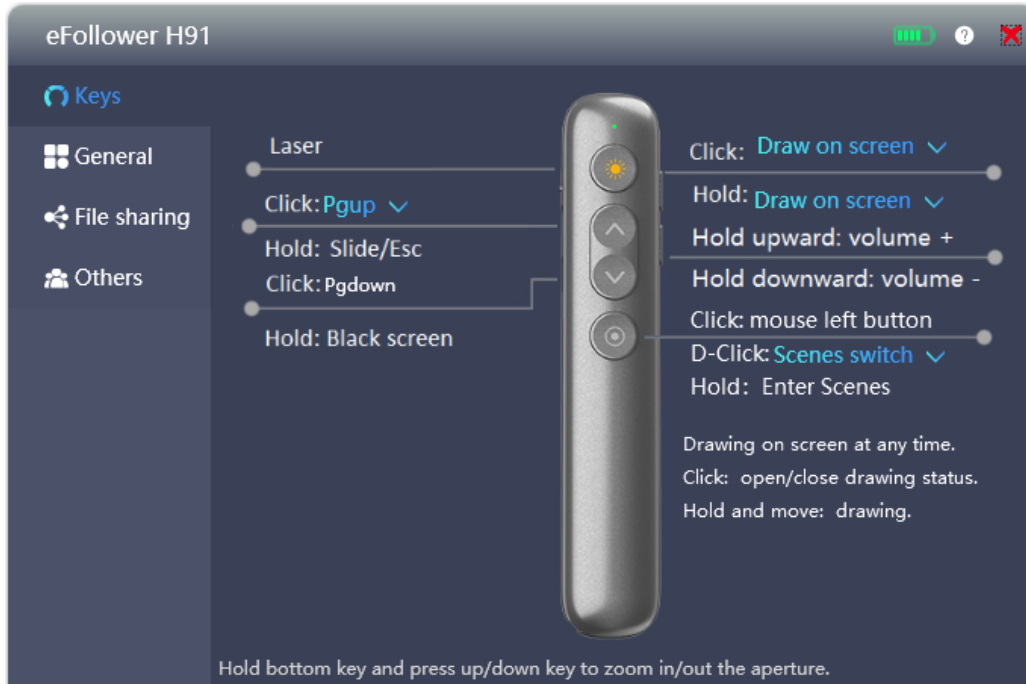 eFollower H91
Keys
General
File sharing
Others
Laser
Click: Pgup
Hold: Slide/Esc
Click: Pgdown
Hold: Black screen
Click: Draw on screen
Hold: Draw on screen
Hold upward: volume +
Hold downward: volume -
Click: mouse left button
D-Click: Scenes switch
Hold: Enter Scenes
Drawing on screen at any time.
Click: open/close drawing status.
Hold and move: drawing.
Hold bottom key and press up/down key to zoom in/out the aperture.